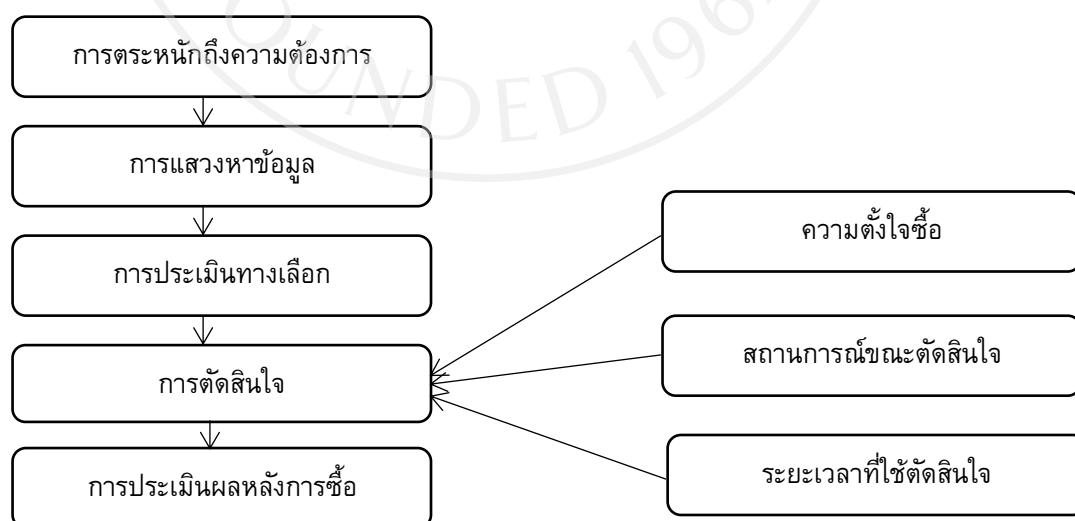 OUNDED 196
การตระหนักถึงความต้องการ
การแสวงหาข้อมูล
การประเมินทางเลือก
การตัดสินใจ
การประเมินผลหลังการซื้อ
ความตั้งใจซื้อ
สถานการณ์ขณะตัดสินใจ
ระยะเวลาที่ใช้ตัดสินใจ